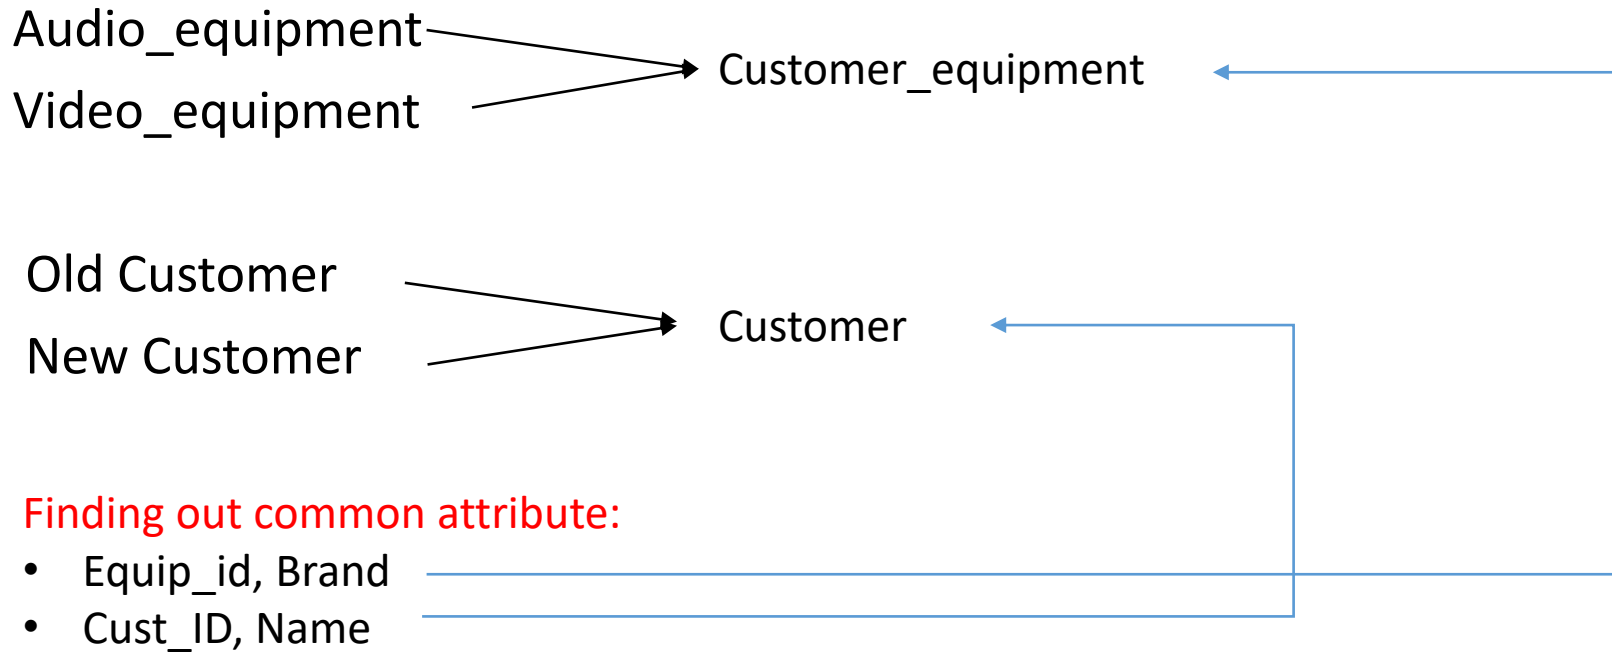 Audio_equipment
Customer_equipment
Video_equipment
Old Customer
Customer
New Customer
Finding out common attribute:
• Equip_id, Brand
• Cust_ID, Name